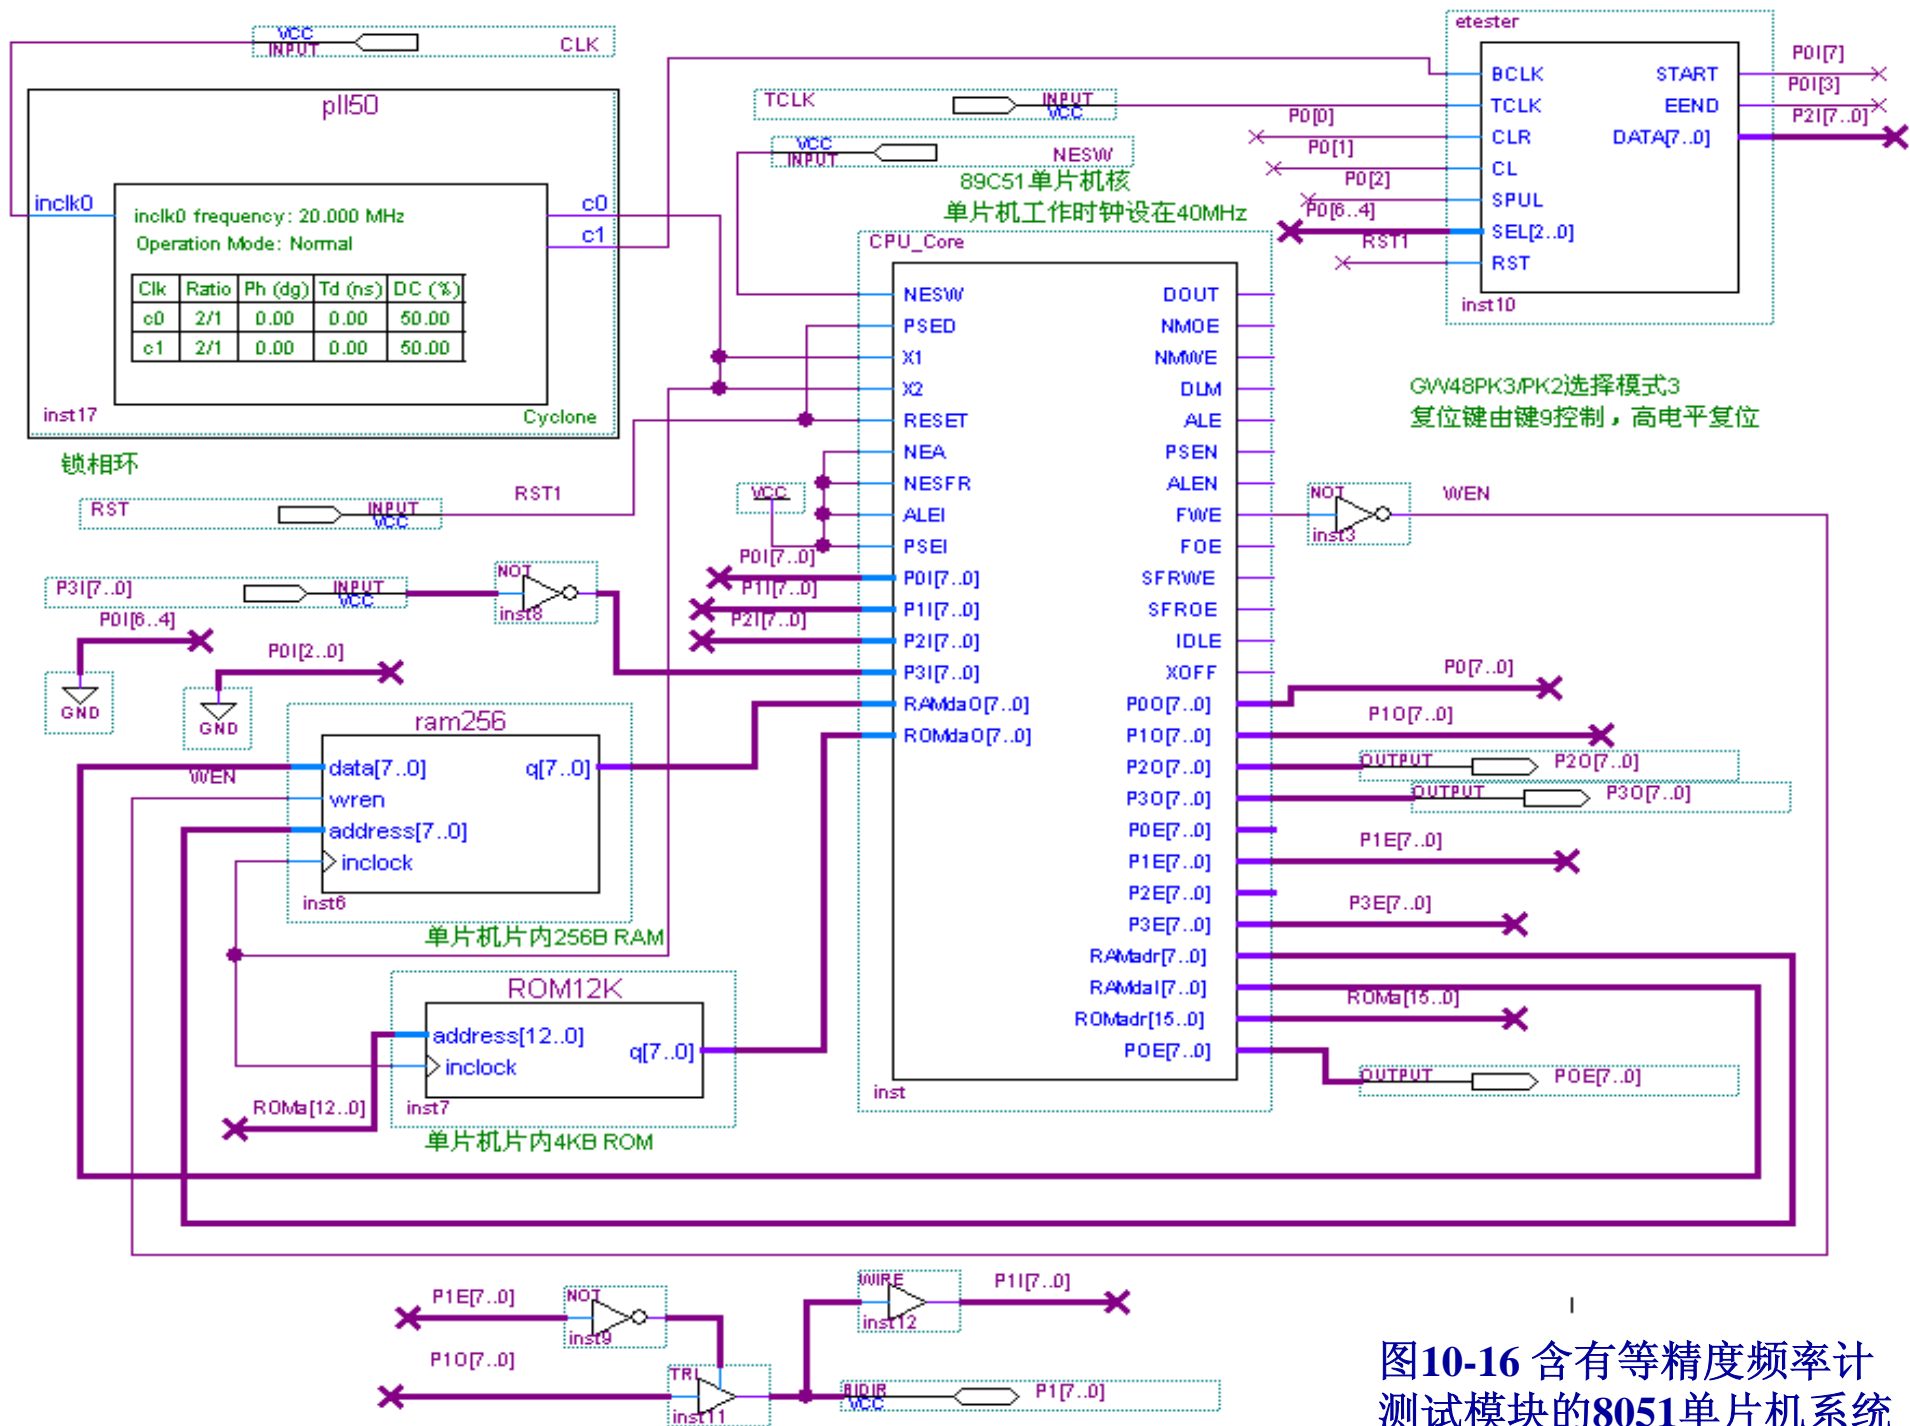 VCC
INPUT
CLK
pll50
inclk0
c0
c1
inclk0 frequency: 20.000 MHz
Operation Mode: Normal
Clk Ratio Ph (dg) Td (ns) DC (%)
c0 2/1 0.00 0.00 50.00
c1 2/1 0.00 0.00 50.00
inst17
Cyclone
锁相环
TCLK
INPUT
VCC
VCC
INPUT
NESW
89C51单片机核
单片机工作时钟设在40MHz
etester
BCLK START
TCLK EEND
CLR DATA[7..0]
CL
SPUL
SEL[2..0]
RST
inst10
P0I[7]
P0I[3]
P2I[7..0]
P0[0]
P0[1]
P0[2]
P0[6..4]
RST1
GW48PK3/PK2选择模式3
复位键由键9控制，高电平复位
RST
INPUT
VCC
RST1
VCC
P3I[7..0]
INPUT
VCC
NOT
inst8
P0I[6..4]
GND
P0I[2..0]
GND
P0I[7..0]
P1I[7..0]
P2I[7..0]
CPU_Core
NESW DOUT
PSED NMOE
X1 NMWE
X2 DLM
RESET ALE
NEA PSEN
NESFR ALEN
ALEI FWE
PSEI FOE
P0I[7..0] SFRWE
P1I[7..0] SFROE
P2I[7..0] IDLE
P3I[7..0] XOFF
RAMdaO[7..0] P0O[7..0]
ROMdaO[7..0] P1O[7..0]
P2O[7..0]
P3O[7..0]
P0E[7..0]
P1E[7..0]
P2E[7..0]
P3E[7..0]
RAMadr[7..0]
RAMdaI[7..0]
ROMadr[15..0]
POE[7..0]
inst
NOT
inst3
WEN
P0[7..0]
P1O[7..0]
OUTPUT
P2O[7..0]
OUTPUT
P3O[7..0]
P1E[7..0]
P3E[7..0]
ROMa[15..0]
OUTPUT
POE[7..0]
ram256
WEN
data[7..0] q[7..0]
wren
address[7..0]
inclock
inst6
单片机片内256B RAM
ROM12K
address[12..0] q[7..0]
inclock
inst7
ROMa[12..0]
单片机片内4KB ROM
P1E[7..0]
NOT
inst9
P1O[7..0]
TRI
inst11
WIRE
inst12
P1I[7..0]
BIDIR
VCC
P1[7..0]
图10-16 含有等精度频率计
测试模块的8051单片机系统